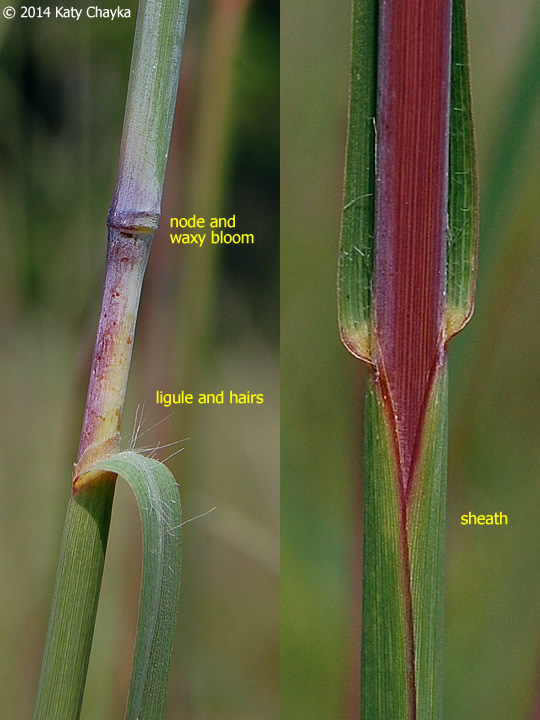 © 2014 Katy Chayka
node and
waxy bloom
ligule and hairs
sheath